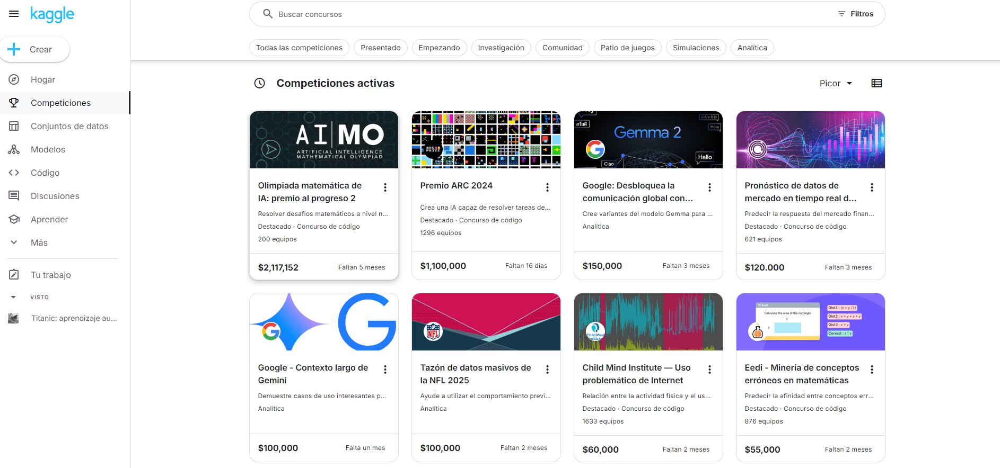 kaggle
Buscar concursos
Filtros
Crear
Todas las competiciones
Presentado
Empezando
Investigación
Comunidad
Patio de juegos
Simulaciones
Analítica
Hogar
Competiciones
Conjuntos de datos
Modelos
Código
Discusiones
Aprender
Más
Tu trabajo
VISTO
Titanic: aprendizaje au...
Competiciones activas
Picor
AI|MO
ARTIFICIAL INTELLIGENCE
MATHEMATICAL OLYMPIAD
Olimpiada matemática de
IA: premio al progreso 2
Resolver desafíos matemáticos a nivel n...
Destacado · Concurso de código
200 equipos
$2,117,152
Faltan 5 meses
ARC
PRIZE
Premio ARC 2024
Crea una IA capaz de resolver tareas de...
Destacado · Concurso de código
1296 equipos
$1,100,000
Faltan 16 días
こんにちは
สวัสดี
Hola
Gemma 2
Hallo
Ciao
Google: Desbloquea la
comunicación global con...
Cree variantes del modelo Gemma para ...
Analítica
$150,000
Faltan 3 meses
Pronóstico de datos de
mercado en tiempo real d...
Predecir la respuesta del mercado finan...
Destacado · Concurso de código
621 equipos
$120.000
Faltan 3 meses
Google - Contexto largo de
Gemini
Demuestre casos de uso interesantes p...
Analítica
$100,000
Falta un mes
NFL
Tazón de datos masivos de
la NFL 2025
Ayude a utilizar el comportamiento previ...
Analítica
$100,000
Faltan 2 meses
Child Mind
Institute
Child Mind Institute — Uso
problemático de Internet
Relación entre la actividad física y el us...
Destacado · Concurso de código
1633 equipos
$60,000
Faltan 2 meses
Eedi
Calculate the area of the rectangle
x
y
Dist1 : (x + y /2)
Dist2 : x + y + x + y
Dist3 : x + y
Correct : x * y
Eedi - Minería de conceptos
erróneos en matemáticas
Predecir la afinidad entre conceptos err...
Destacado · Concurso de código
876 equipos
$55,000
Faltan 2 meses